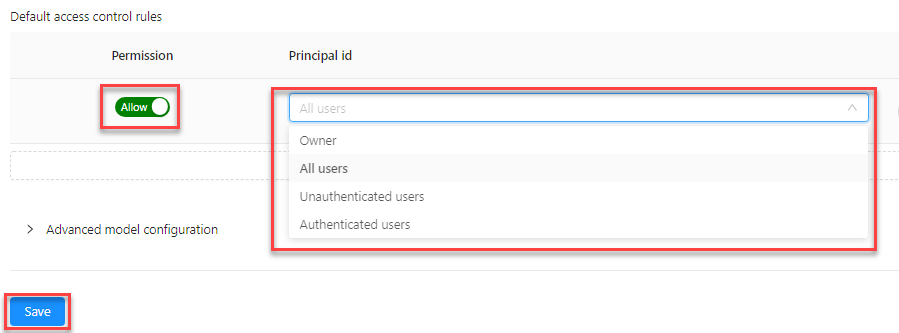 Default access control rules
Permission Principal id
Allow All users
Owner
All users
Unauthenticated users
Authenticated users
Advanced model configuration
Save